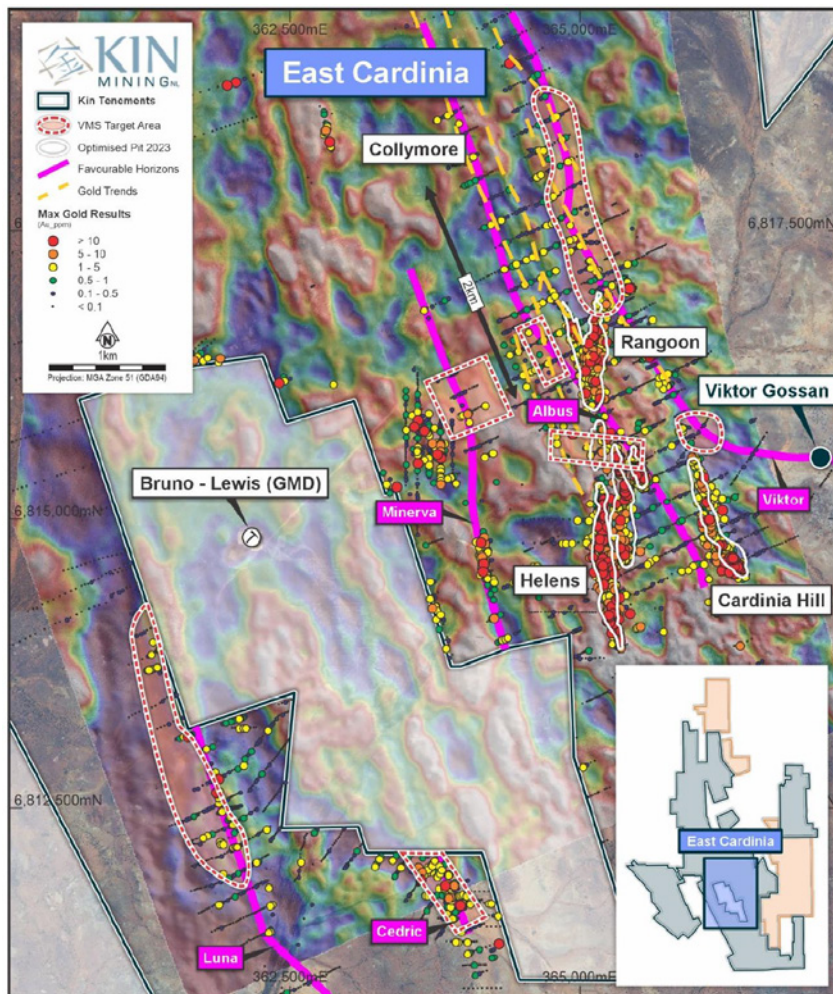 KIN
MINING NL
Kin Tenements
VMS Target Area
Optimised Pit 2023
Favourable Horizons
Gold Trends
Max Gold Results
(Au_ppm)
> 10
5 - 10
1 - 5
0.5 - 1
0.1 - 0.5
< 0.1
N
1km
Projection: MGA Zone 51 (GDA94)
362,500mE
365,000mE
East Cardinia
Collymore
6,817,500mN
2km
Rangoon
Viktor Gossan
Albus
Bruno - Lewis (GMD)
Minerva
Viktor
6,815,000mN
Helens
Cardinia Hill
6,812,500mN
East Cardinia
Cedric
Luna
362,500mE
365,000mE